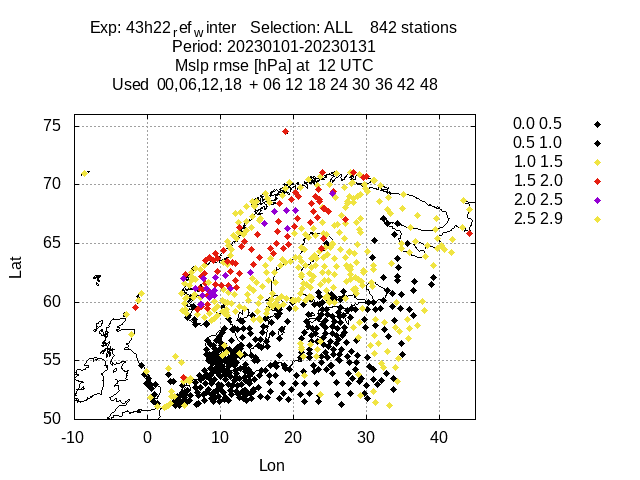 Exp: 43h22_ref_winter   Selection: ALL    842 stations
Period: 20230101-20230131
Mslp rmse [hPa] at  12 UTC
Used  00,06,12,18  + 06 12 18 24 30 36 42 48
0.0 0.5
0.5 1.0
1.0 1.5
1.5 2.0
2.0 2.5
2.5 2.9
75
70
65
60
55
50
Lat
-10 0 10 20 30 40
Lon